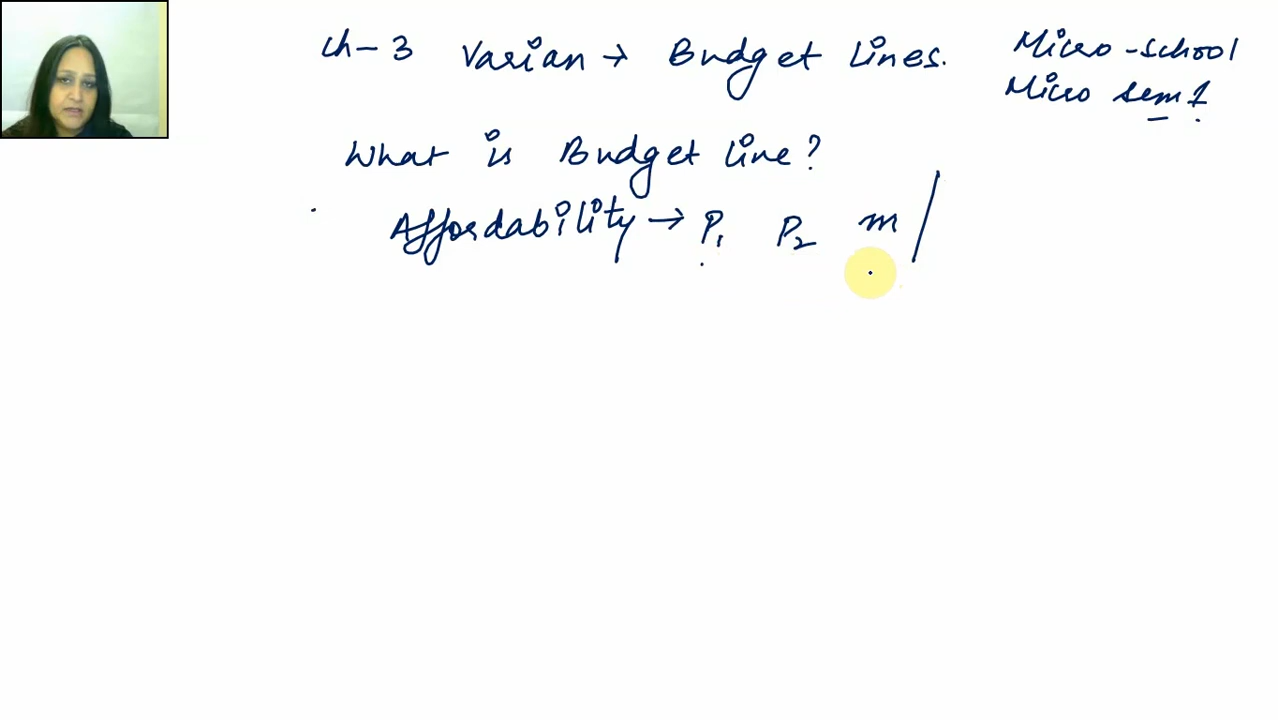 Ch-3 Varian → Budget Lines.
Micro-school
Micro sem 1
What is Budget Line?
Affordability → P₁ P₂ m /